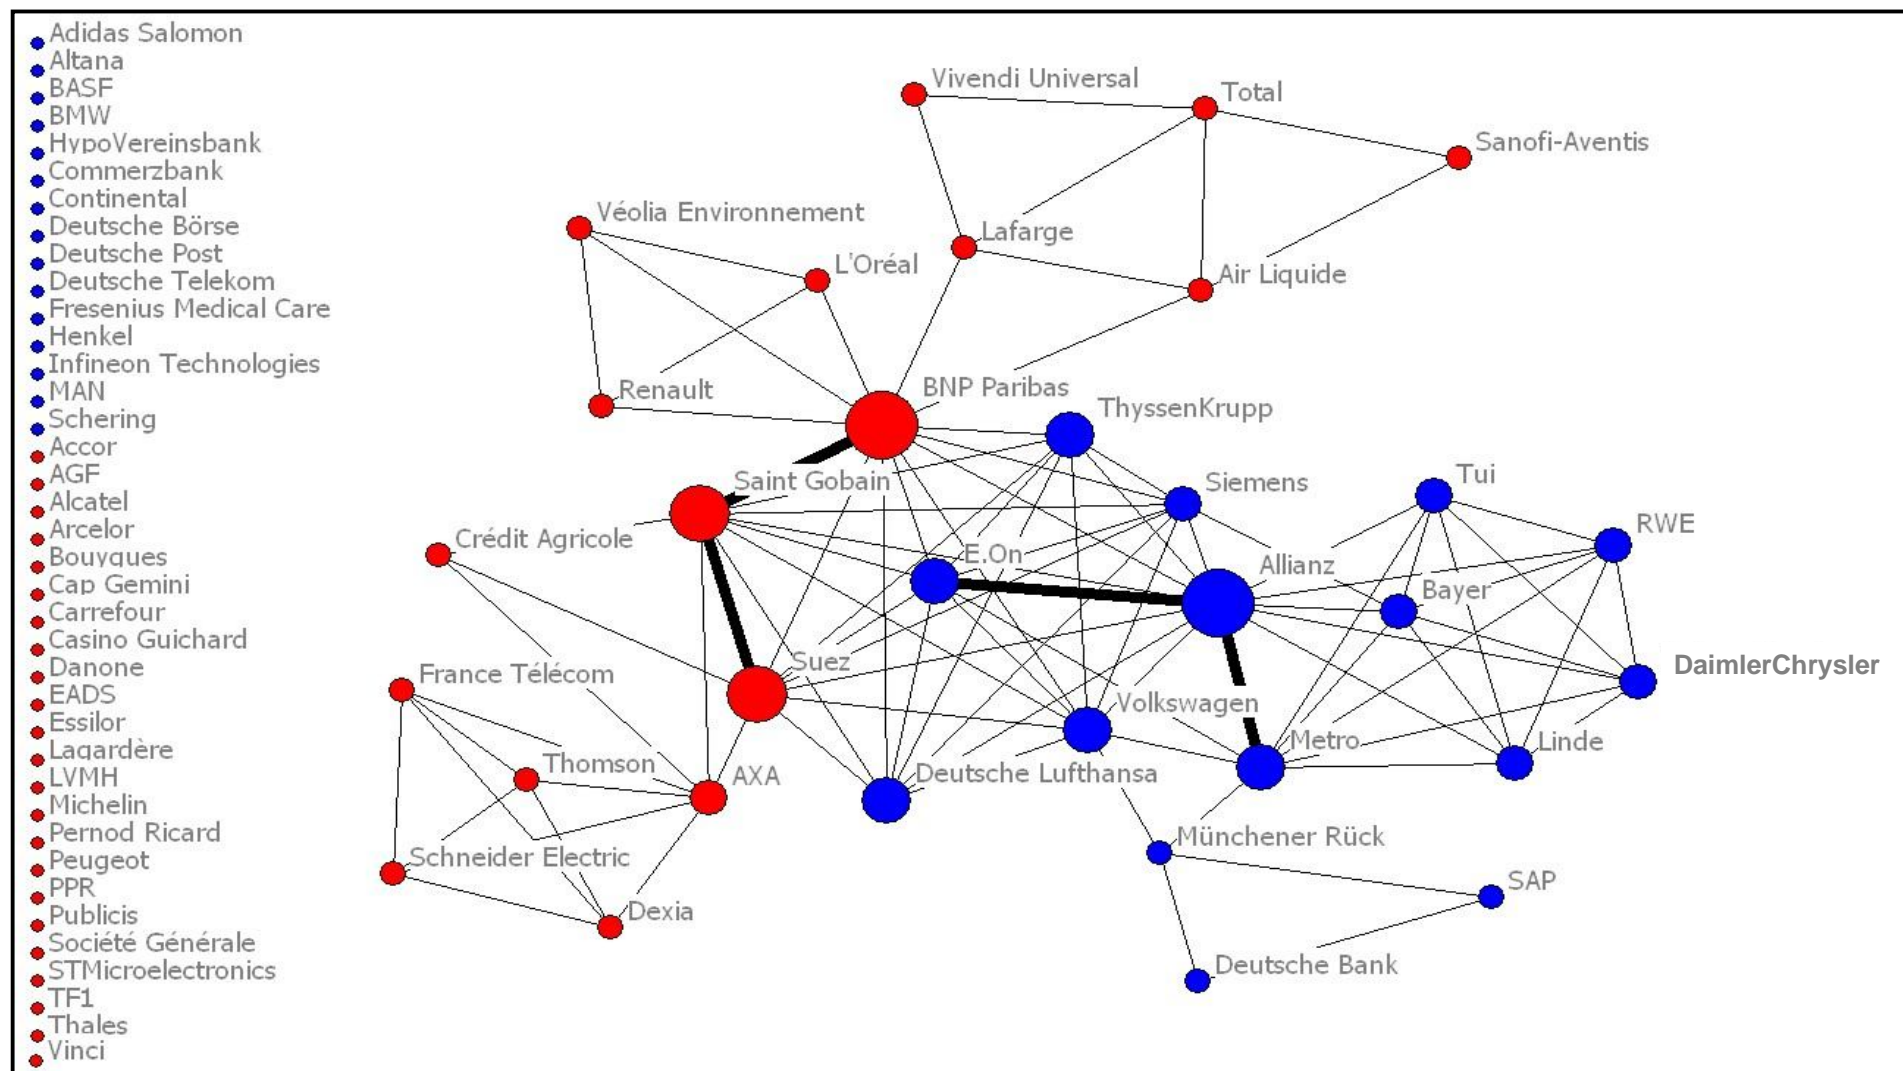 Adidas Salomon
Altana
BASF
BMW
HypoVereinsbank
Commerzbank
Continental
Deutsche Börse
Deutsche Post
Deutsche Telekom
Fresenius Medical Care
Henkel
Infineon Technologies
MAN
Schering
Accor
AGF
Alcatel
Arcelor
Bouygues
Cap Gemini
Carrefour
Casino Guichard
Danone
EADS
Essilor
Lagardère
LVMH
Michelin
Pernod Ricard
Peugeot
PPR
Publicis
Société Générale
STMicroelectronics
TF1
Thales
Vinci
Vivendi Universal
Total
Sanofi-Aventis
Véolia Environnement
Lafarge
L'Oréal
Air Liquide
Renault
BNP Paribas
ThyssenKrupp
Saint Gobain
Siemens
Tui
RWE
Crédit Agricole
E.On
Allianz
Bayer
France Télécom
Suez
DaimlerChrysler
Volkswagen
Metro
Linde
Thomson
AXA
Deutsche Lufthansa
Münchener Rück
Schneider Electric
SAP
Dexia
Deutsche Bank